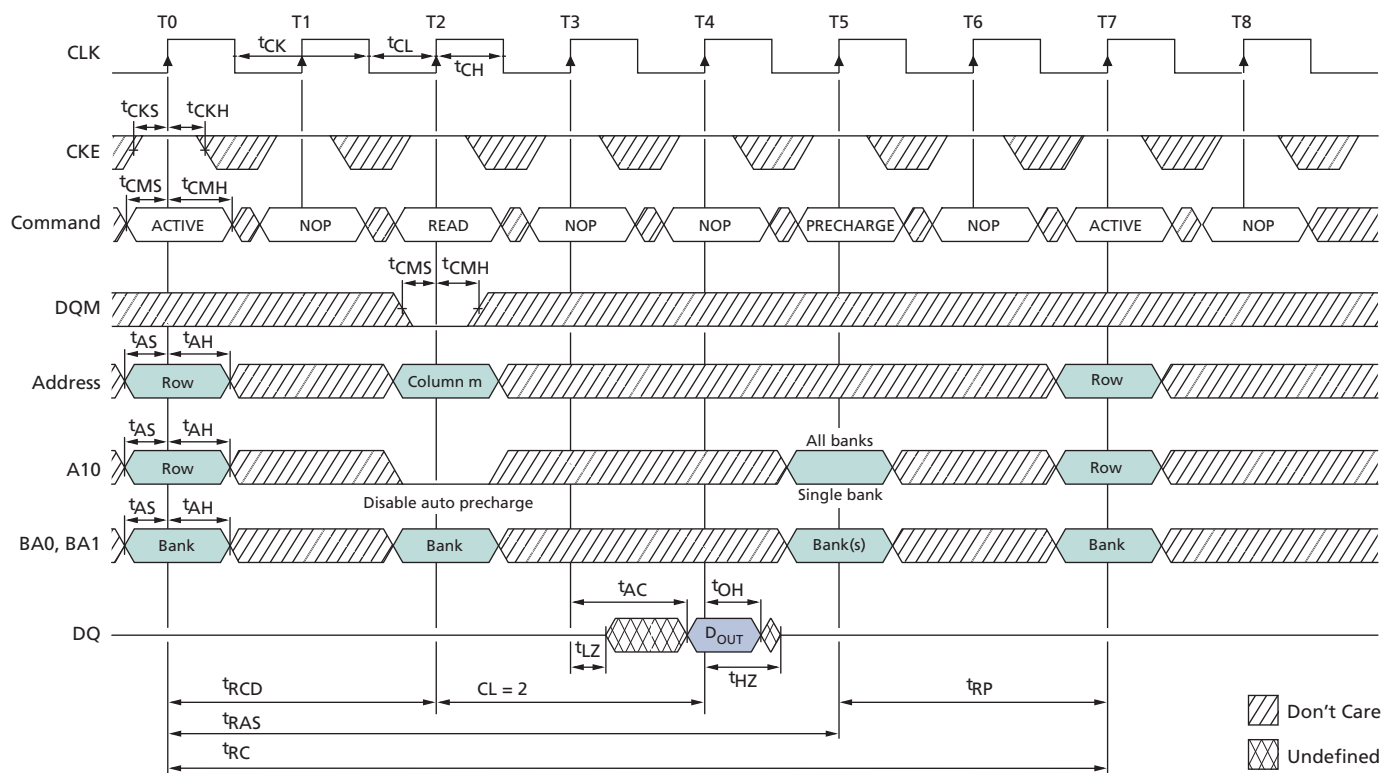 T0 T1 T2 T3 T4 T5 T6 T7 T8
CLK
tCK tCL
tCH
tCKS tCKH
CKE
tCMS tCMH
Command ACTIVE NOP READ NOP NOP PRECHARGE NOP ACTIVE NOP
tCMS tCMH
DQM
tAS tAH
Address Row Column m Row
tAS tAH All banks
A10 Row Row
Disable auto precharge Single bank
tAS tAH
BA0, BA1 Bank Bank Bank(s) Bank
tAC tOH
DQ DOUT
tLZ tHZ
tRCD CL = 2 tRP
tRAS
tRC
Don't Care
Undefined